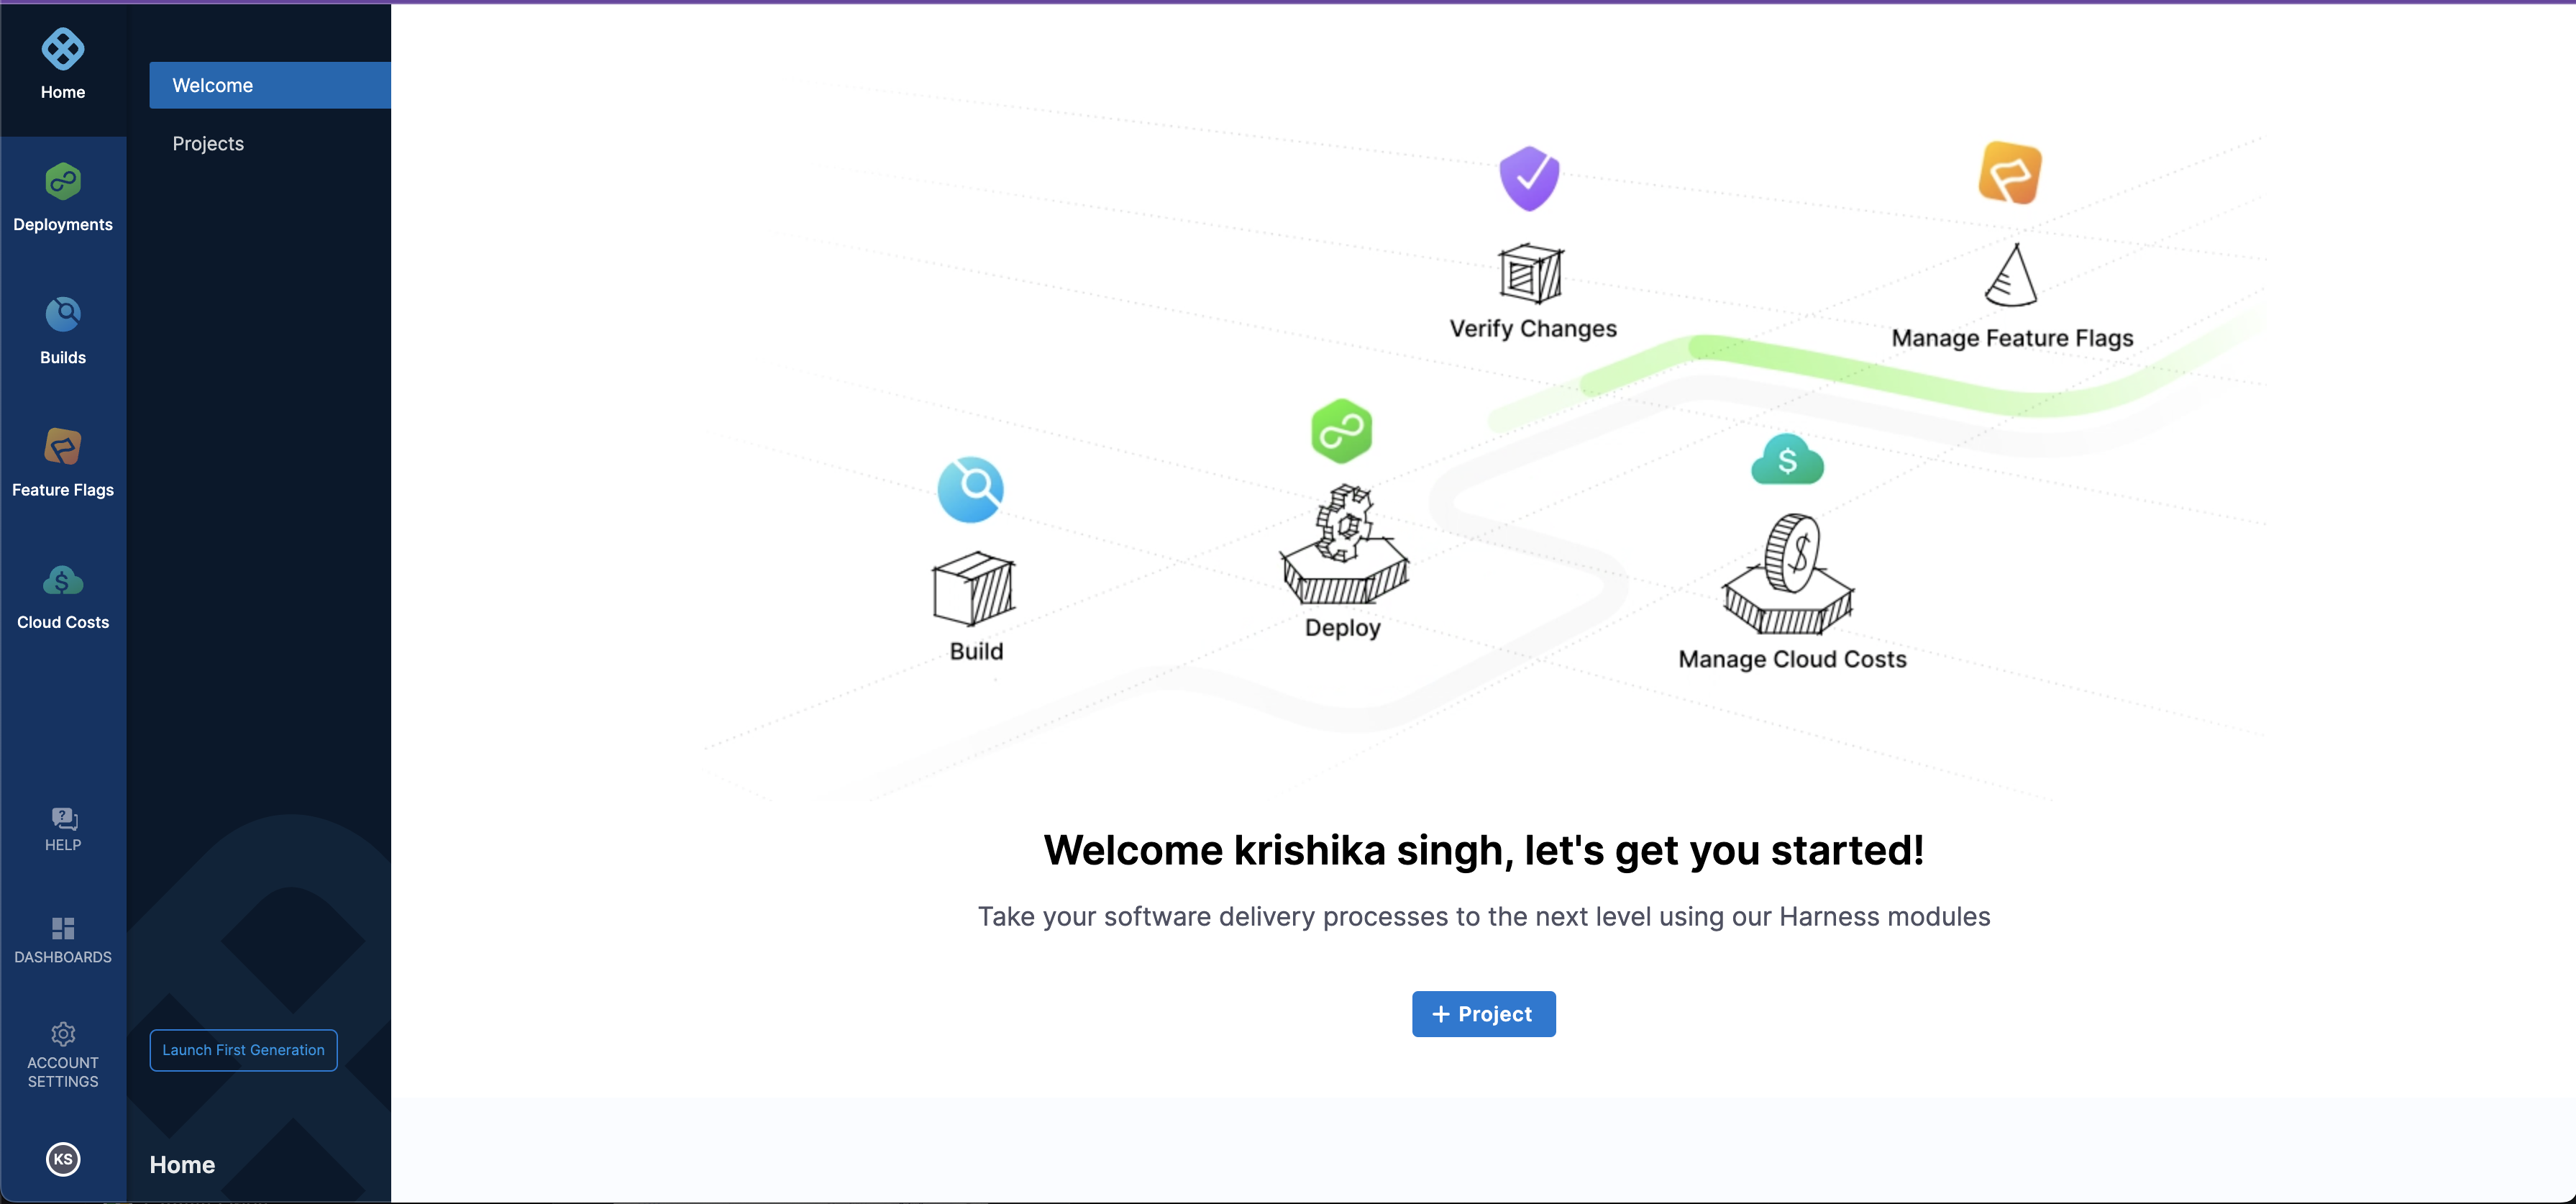 Home
Deployments
Builds
Feature Flags
Cloud Costs
HELP
DASHBOARDS
ACCOUNT
SETTINGS
KS
Welcome
Projects
Launch First Generation
Home
Verify Changes
Manage Feature Flags
Build
Deploy
$
$
Manage Cloud Costs
Welcome krishika singh, let's get you started!
Take your software delivery processes to the next level using our Harness modules
+ Project